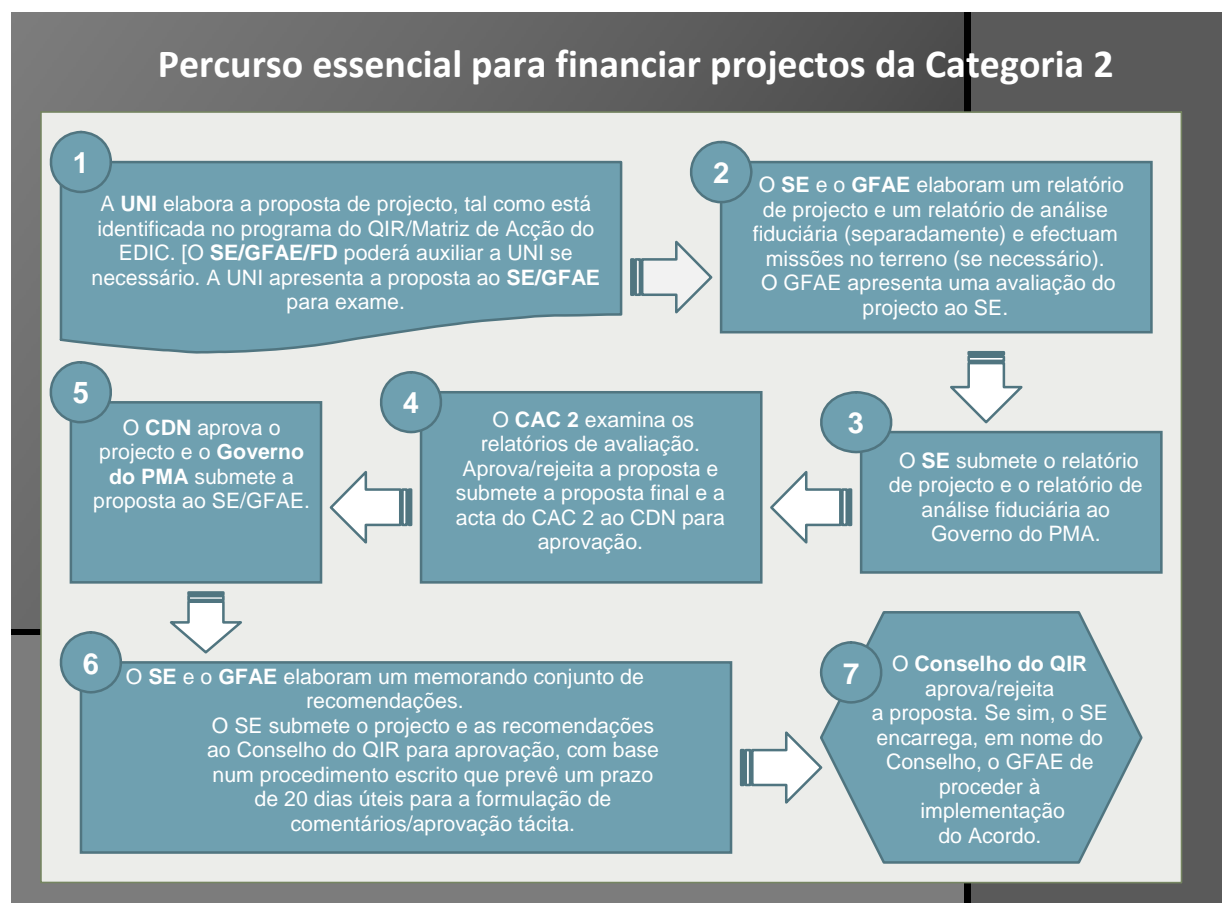 Percurso essencial para financiar projectos da Categoria 2
1
A UNI elabora a proposta de projecto, tal como está
identificada no programa do QIR/Matriz de Acção do
EDIC. [O SE/GFAE/FD poderá auxiliar a UNI se
necessário. A UNI apresenta a proposta ao SE/GFAE
para exame.
2
O SE e o GFAE elaboram um relatório
de projecto e um relatório de análise
fiduciária (separadamente) e efectuam
missões no terreno (se necessário).
O GFAE apresenta uma avaliação do
projecto ao SE.
3
O SE submete o relatório
de projecto e o relatório de
análise fiduciária ao
Governo do PMA.
4
O CAC 2 examina os
relatórios de avaliação.
Aprova/rejeita a proposta e
submete a proposta final e a
acta do CAC 2 ao CDN para
aprovação.
5
O CDN aprova o
projecto e o Governo
do PMA submete a
proposta ao SE/GFAE.
6
O SE e o GFAE elaboram um memorando conjunto de
recomendações.
O SE submete o projecto e as recomendações
ao Conselho do QIR para aprovação, com base
num procedimento escrito que prevê um prazo
de 20 dias úteis para a formulação de
comentários/aprovação tácita.
7
O Conselho do QIR
aprova/rejeita
a proposta. Se sim, o SE
encarrega, em nome do
Conselho, o GFAE de
proceder à
implementação
do Acordo.